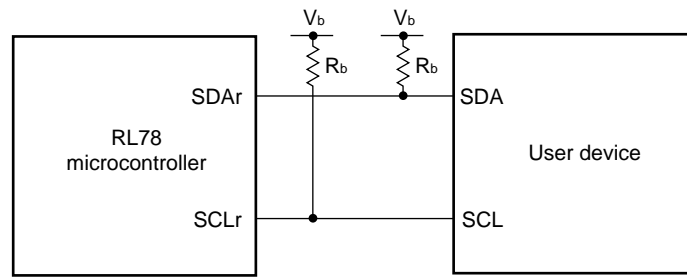 Vb
Vb
Rb
Rb
SDAr
SDA
RL78
microcontroller
User device
SCLr
SCL